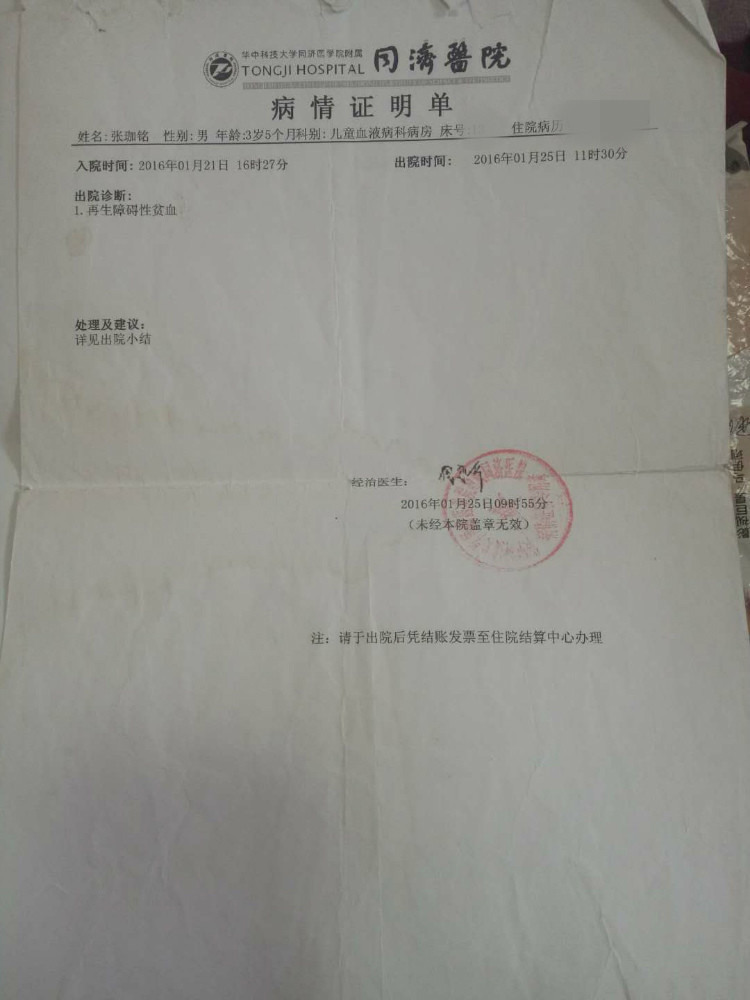 华中科技大学同济医学院附属
TONGJI HOSPITAL 同濟醫院
病情证明单
姓名:张珈铭 性别:男 年龄:3岁5个月科别:儿童血液病科病房 床号: 住院病历
入院时间: 2016年01月21日 16时27分 出院时间: 2016年01月25日 11时30分
出院诊断:
1.再生障碍性贫血
处理及建议:
详见出院小结
经治医生:
2016年01月25日09时55分
(未经本院盖章无效)
注: 请于出院后凭结账发票至住院结算中心办理